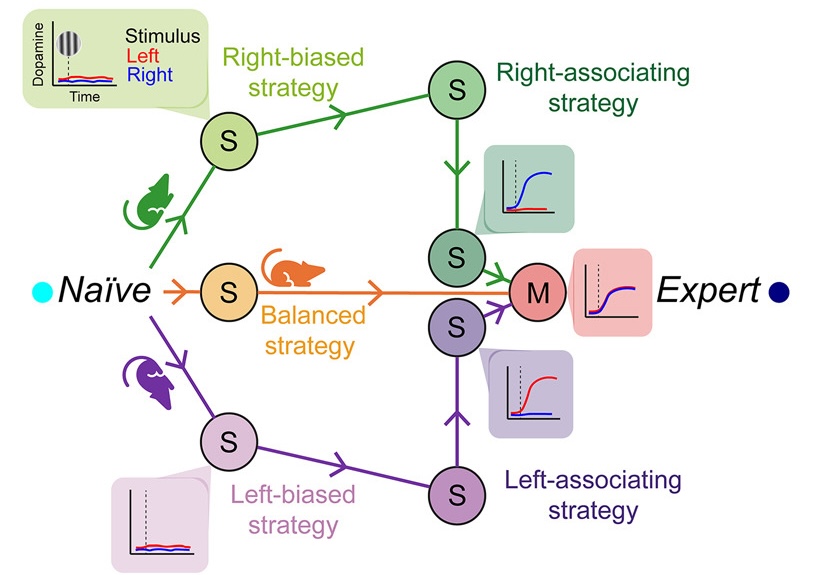 Dopamine
Time
Stimulus
Left
Right
Right-biased
strategy
S
S
Right-associating
strategy
S
Naïve
S
Balanced
strategy
M
Expert
S
S
Left-biased
strategy
S
Left-associating
strategy